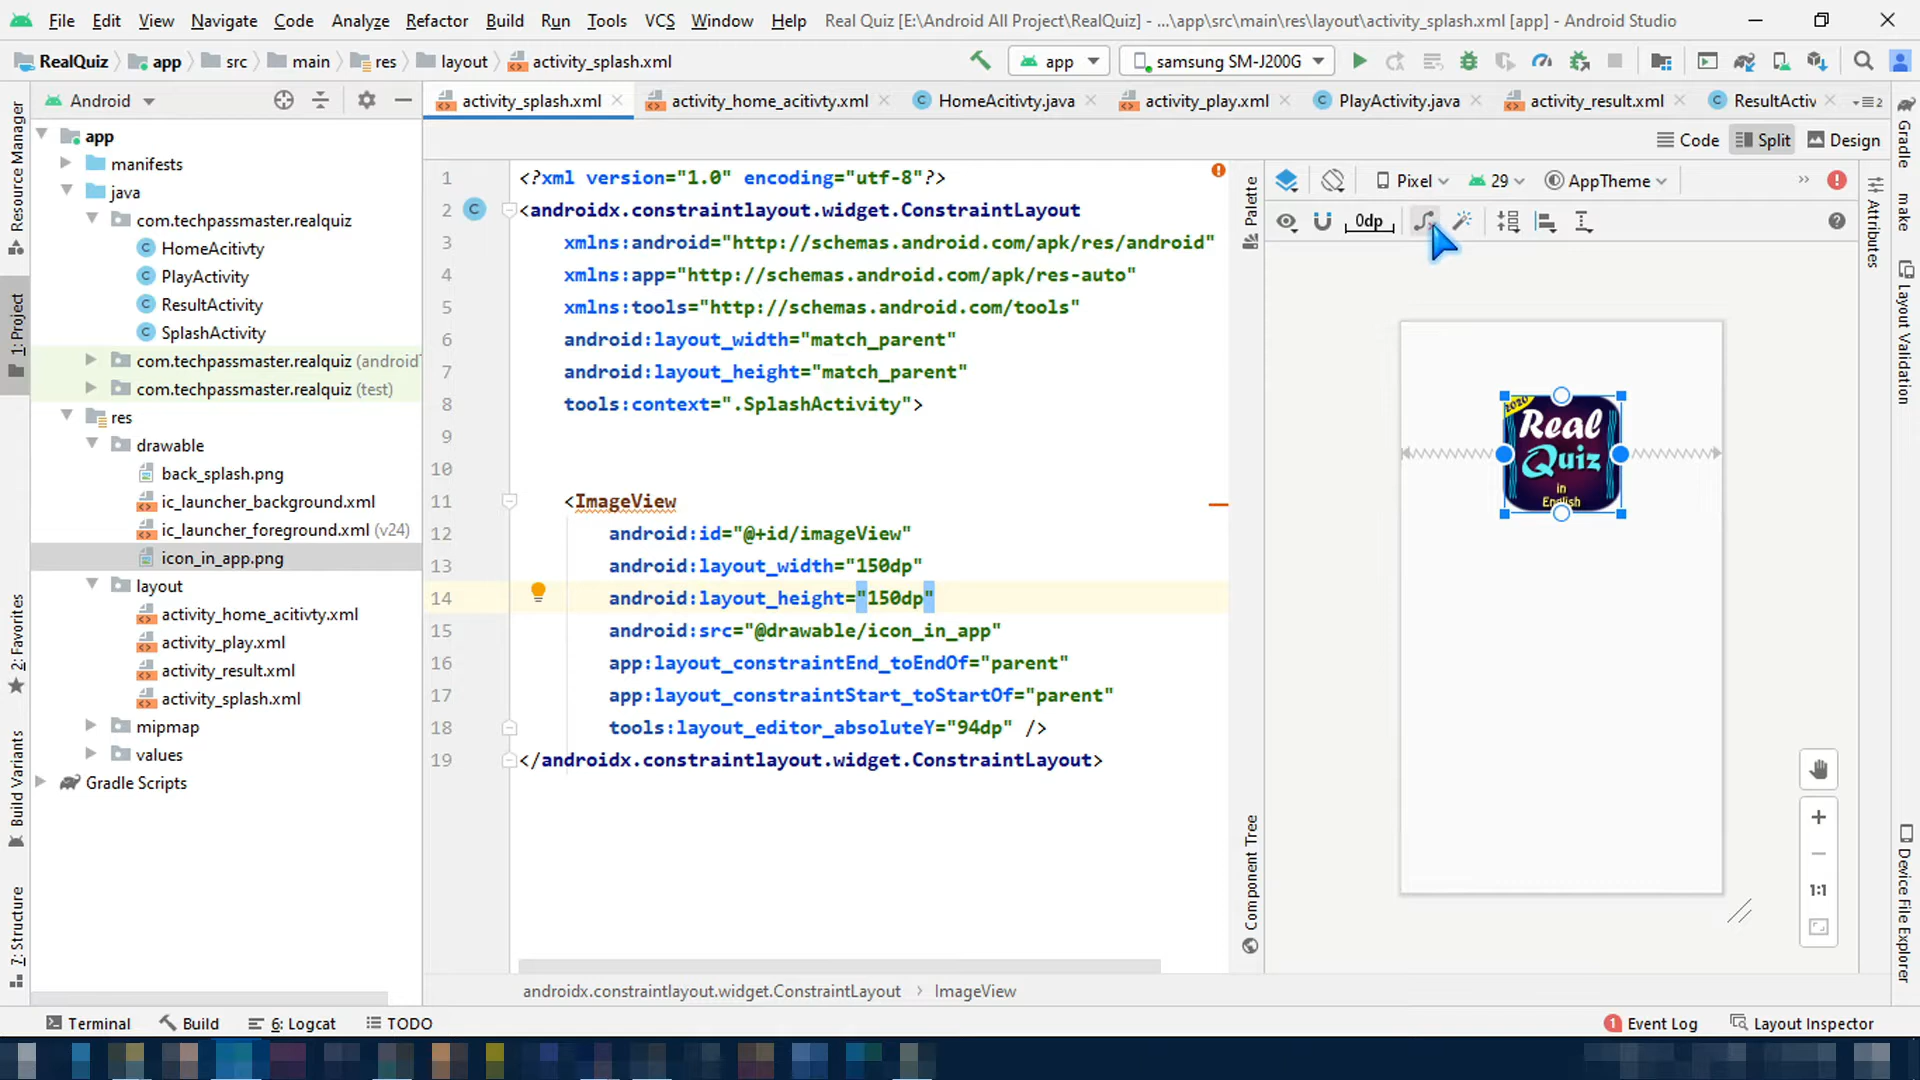 File Edit View Navigate Code Analyze Refactor Build Run Tools VCS Window Help Real Quiz [E:\Android All Project\RealQuiz] - ...\app\src\main\res\layout\activity_splash.xml [app] - Android Studio
RealQuiz app src main res layout activity_splash.xml app samsung SM-J200G
Android activity_splash.xml activity_home_acitivty.xml HomeAcitivty.java activity_play.xml PlayActivity.java activity_result.xml ResultActiv 2
Code Split Design
Resource Manager
1: Project
2: Favorites
Build Variants
7: Structure
app
manifests
java
com.techpassmaster.realquiz
HomeAcitivty
PlayActivity
ResultActivity
SplashActivity
com.techpassmaster.realquiz (android
com.techpassmaster.realquiz (test)
res
drawable
back_splash.png
ic_launcher_background.xml
ic_launcher_foreground.xml (v24)
icon_in_app.png
layout
activity_home_acitivty.xml
activity_play.xml
activity_result.xml
activity_splash.xml
mipmap
values
Gradle Scripts
1 <?xml version="1.0" encoding="utf-8"?>
2 <androidx.constraintlayout.widget.ConstraintLayout
3 xmlns:android="http://schemas.android.com/apk/res/android"
4 xmlns:app="http://schemas.android.com/apk/res-auto"
5 xmlns:tools="http://schemas.android.com/tools"
6 android:layout_width="match_parent"
7 android:layout_height="match_parent"
8 tools:context=".SplashActivity">
9
10
11 <ImageView
12 android:id="@+id/imageView"
13 android:layout_width="150dp"
14 android:layout_height="150dp"
15 android:src="@drawable/icon_in_app"
16 app:layout_constraintEnd_toEndOf="parent"
17 app:layout_constraintStart_toStartOf="parent"
18 tools:layout_editor_absoluteY="94dp" />
19 </androidx.constraintlayout.widget.ConstraintLayout>
androidx.constraintlayout.widget.ConstraintLayout ImageView
Palette
Component Tree
Pixel 29 AppTheme
0dp
2020
Real
Quiz
in
English
1:1
Attributes
Gradle
make
Layout Validation
Device File Explorer
Terminal Build 6: Logcat TODO 1 Event Log Layout Inspector